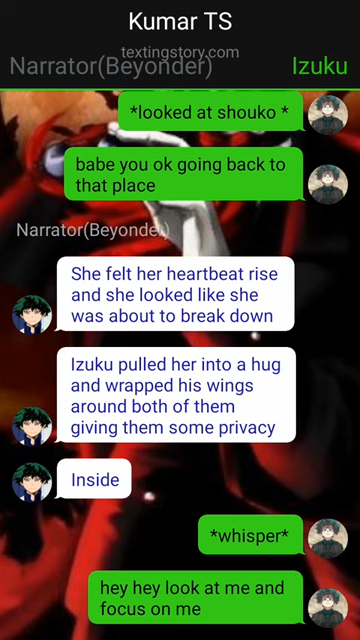 Kumar TS
textingstory.com
Narrator(Beyonder)
Izuku
*looked at shouko *
babe you ok going back to
that place
Narrator(Beyonder)
She felt her heartbeat rise
and she looked like she
was about to break down
Izuku pulled her into a hug
and wrapped his wings
around both of them
giving them some privacy
Inside
*whisper*
hey hey look at me and
focus on me